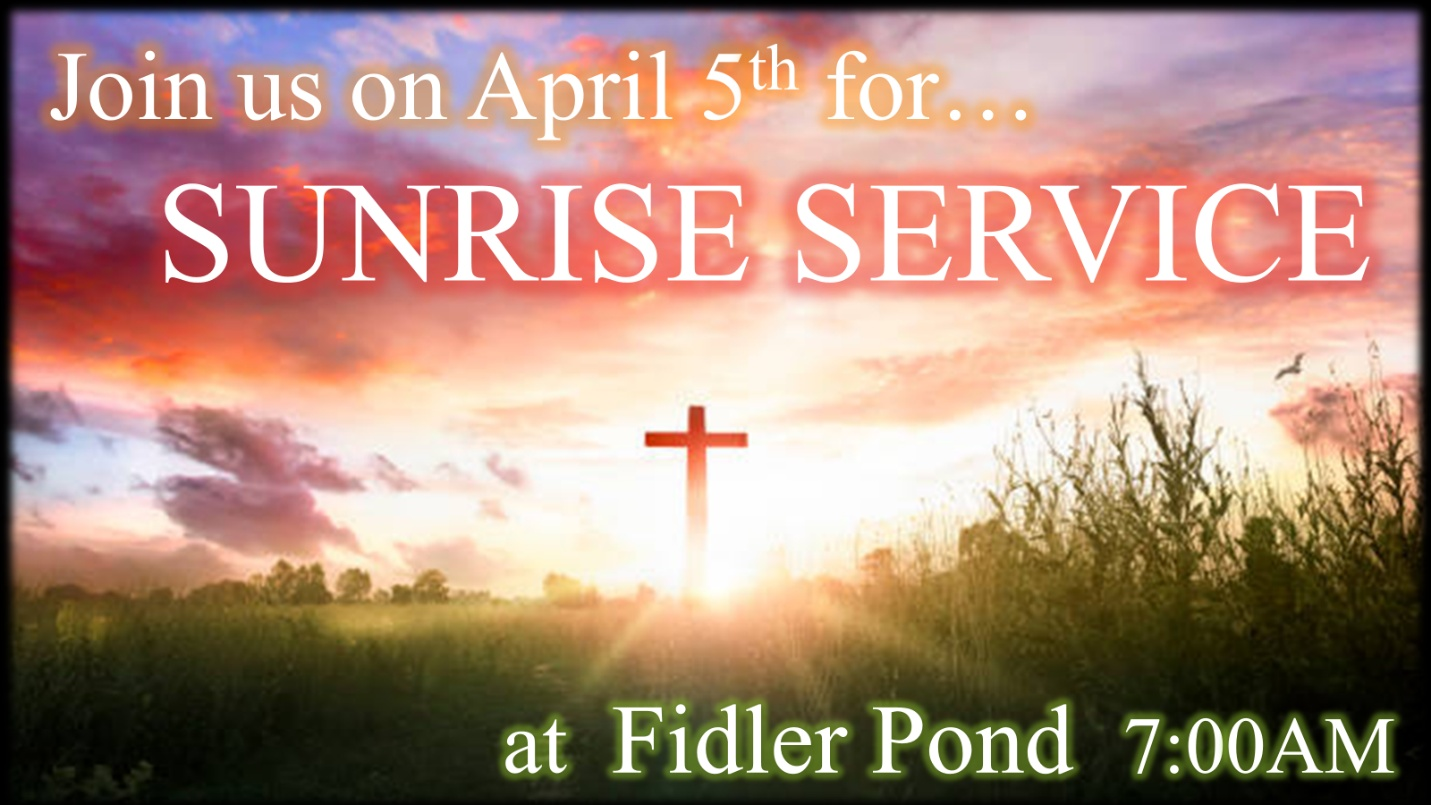 Join us on April 5th for…
SUNRISE SERVICE
at Fidler Pond 7:00AM